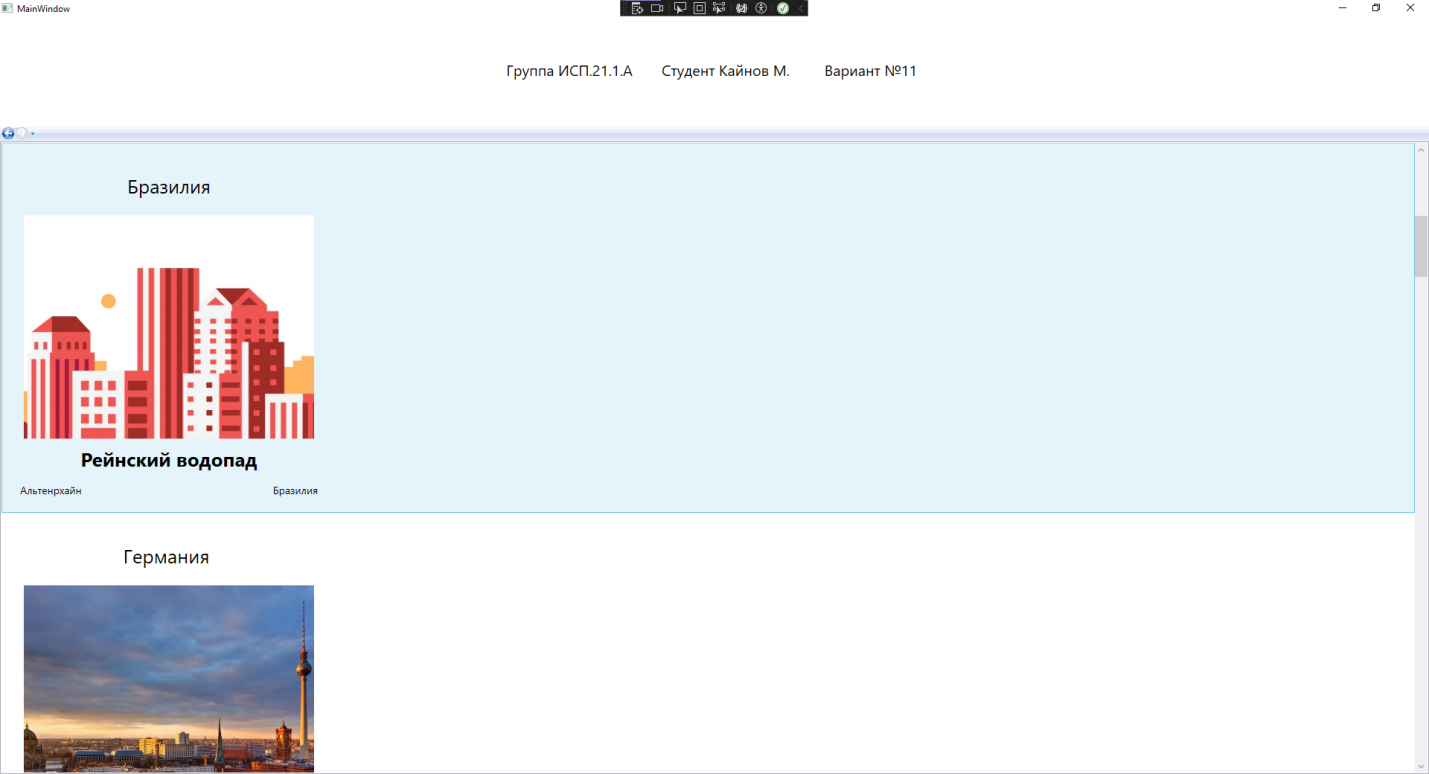 MainWindow
Группа ИСП.21.1.А Студент Кайнов М. Вариант №11
Бразилия
Рейнский водопад
Альтенрхайн Бразилия
Германия